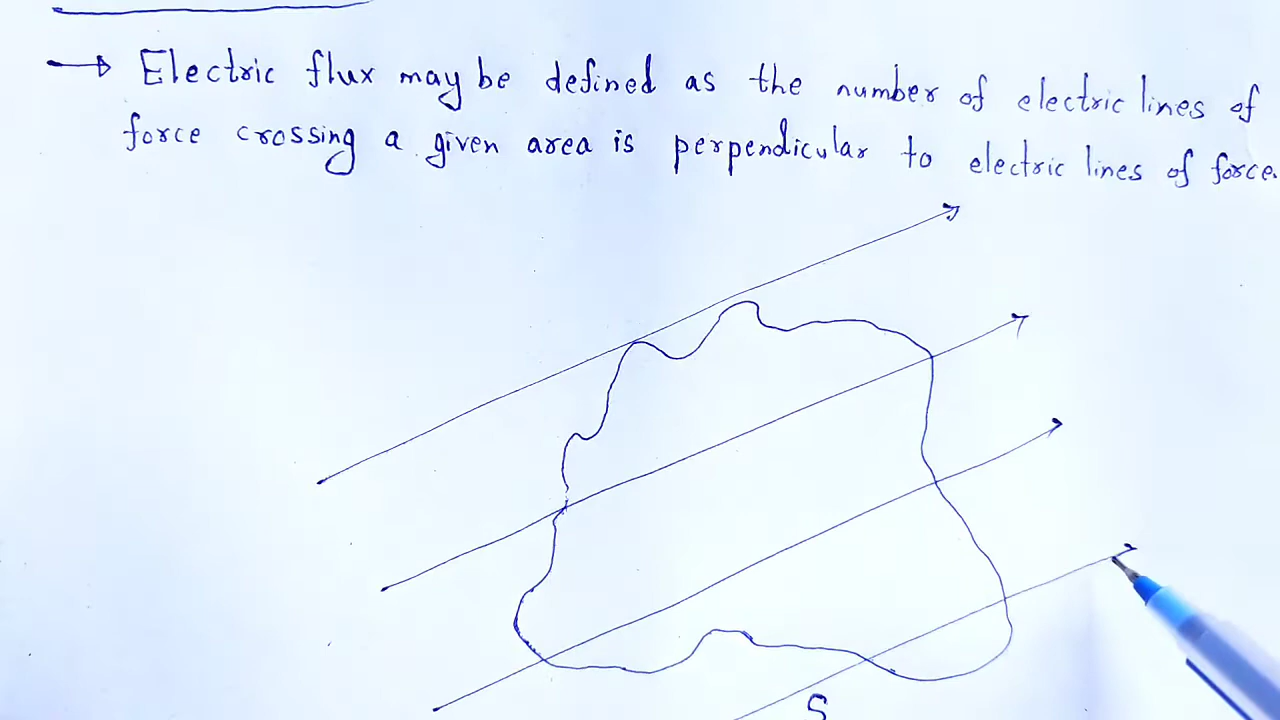 → Electric flux may be defined as the number of electric lines of
force crossing a given area is perpendicular to electric lines of force.
S